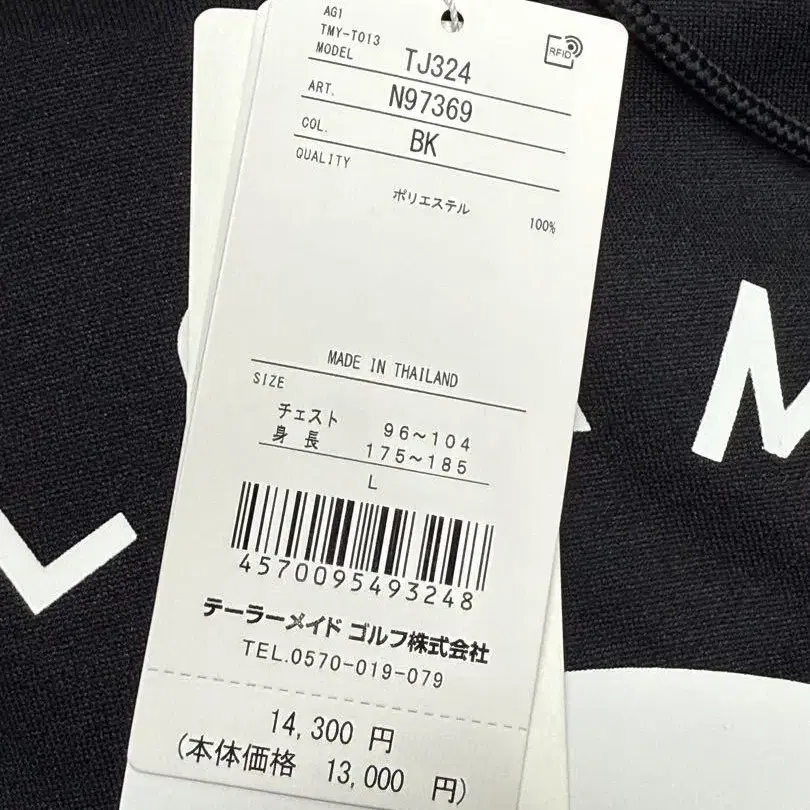 AG1
TMY-T013
MODEL TJ324
RFID
ART. N97369
COL. BK
QUALITY
ポリエステル 100%
MADE IN THAILAND
SIZE
チェスト 96~104
身長 175~185
L
4570095493248
テーラーメイド ゴルフ株式会社
TEL.0570-019-079
14,300 円
(本体価格 13,000 円)
L
M